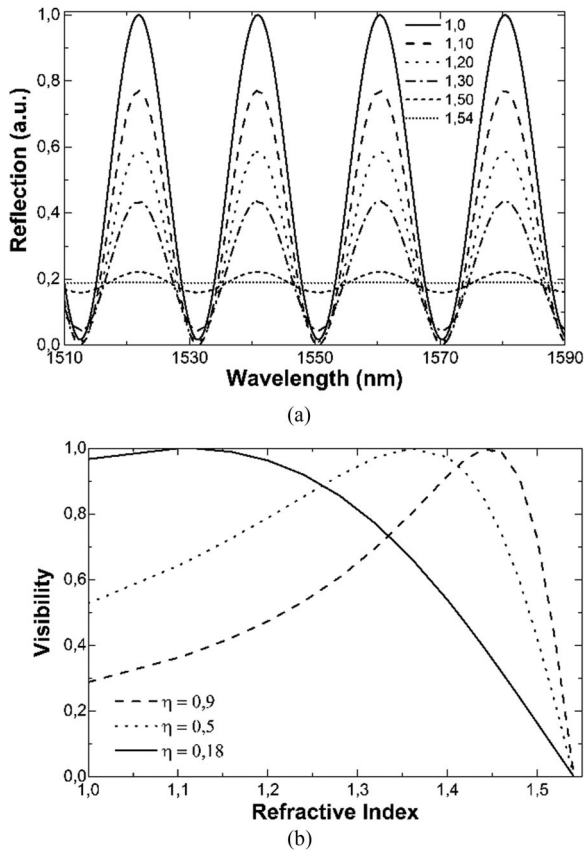 1,0
0,8
0,6
0,4
0,2
0,0
Reflection (a.u.)
1,0
1,10
1,20
1,30
1,50
1,54
1510 1530 1550 1570 1590
Wavelength (nm)
(a)
1,0
0,8
0,6
0,4
0,2
0,0
Visibility
η = 0,9
η = 0,5
η = 0,18
1,0 1,1 1,2 1,3 1,4 1,5
Refractive Index
(b)